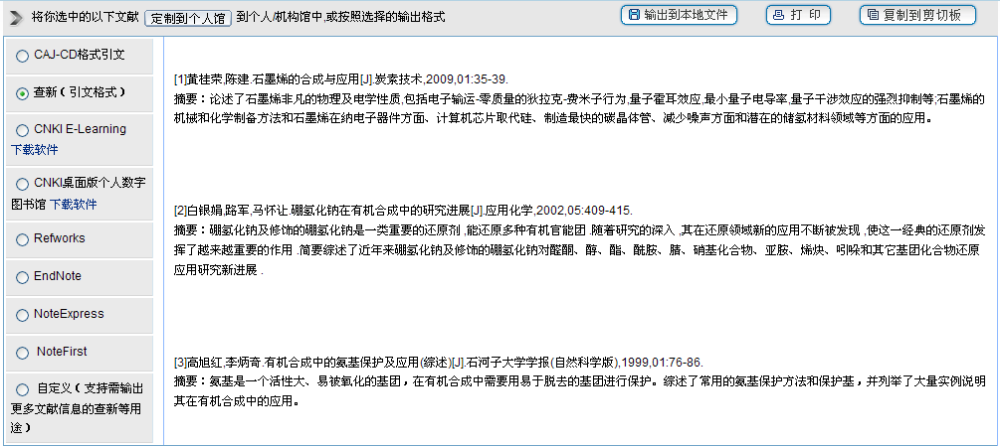 将你选中的以下文献 定制到个人馆 到个人/机构馆中,或按照选择的输出格式 输出到本地文件 打 印 复制到剪切板
CAJ-CD格式引文
查新（引文格式）
CNKI E-Learning
下载软件
CNKI桌面版个人数字
图书馆 下载软件
Refworks
EndNote
NoteExpress
NoteFirst
自定义（支持需输出
更多文献信息的查新等用
途）
[1]黄桂荣,陈建.石墨烯的合成与应用[J].炭素技术,2009,01:35-39.
摘要：论述了石墨烯非凡的物理及电学性质,包括电子输运-零质量的狄拉克-费米子行为,量子霍耳效应,最小量子电导率,量子干涉效应的强烈抑制等;石墨烯的
机械和化学制备方法和石墨烯在纳电子器件方面、计算机芯片取代硅、制造最快的碳晶体管、减少噪声方面和潜在的储氢材料领域等方面的应用。
[2]白银娟,路军,马怀让.硼氢化钠在有机合成中的研究进展[J].应用化学,2002,05:409-415.
摘要：硼氢化钠及修饰的硼氢化钠是一类重要的还原剂 ,能还原多种有机官能团 .随着研究的深入 ,其在还原领域新的应用不断被发现 ,使这一经典的还原剂发
挥了越来越重要的作用 .简要综述了近年来硼氢化钠及修饰的硼氢化钠对醛酮、醇、酯、酰胺、腈、硝基化合物、亚胺、烯炔、吲哚和其它基团化合物还原
应用研究新进展 .
[3]高旭红,李炳奇.有机合成中的氨基保护及应用(综述)[J].石河子大学学报(自然科学版),1999,01:76-86.
摘要：氨基是一个活性大、易被氧化的基团，在有机合成中需要用易于脱去的基团进行保护。综述了常用的氨基保护方法和保护基，并列举了大量实例说明
其在有机合成中的应用。